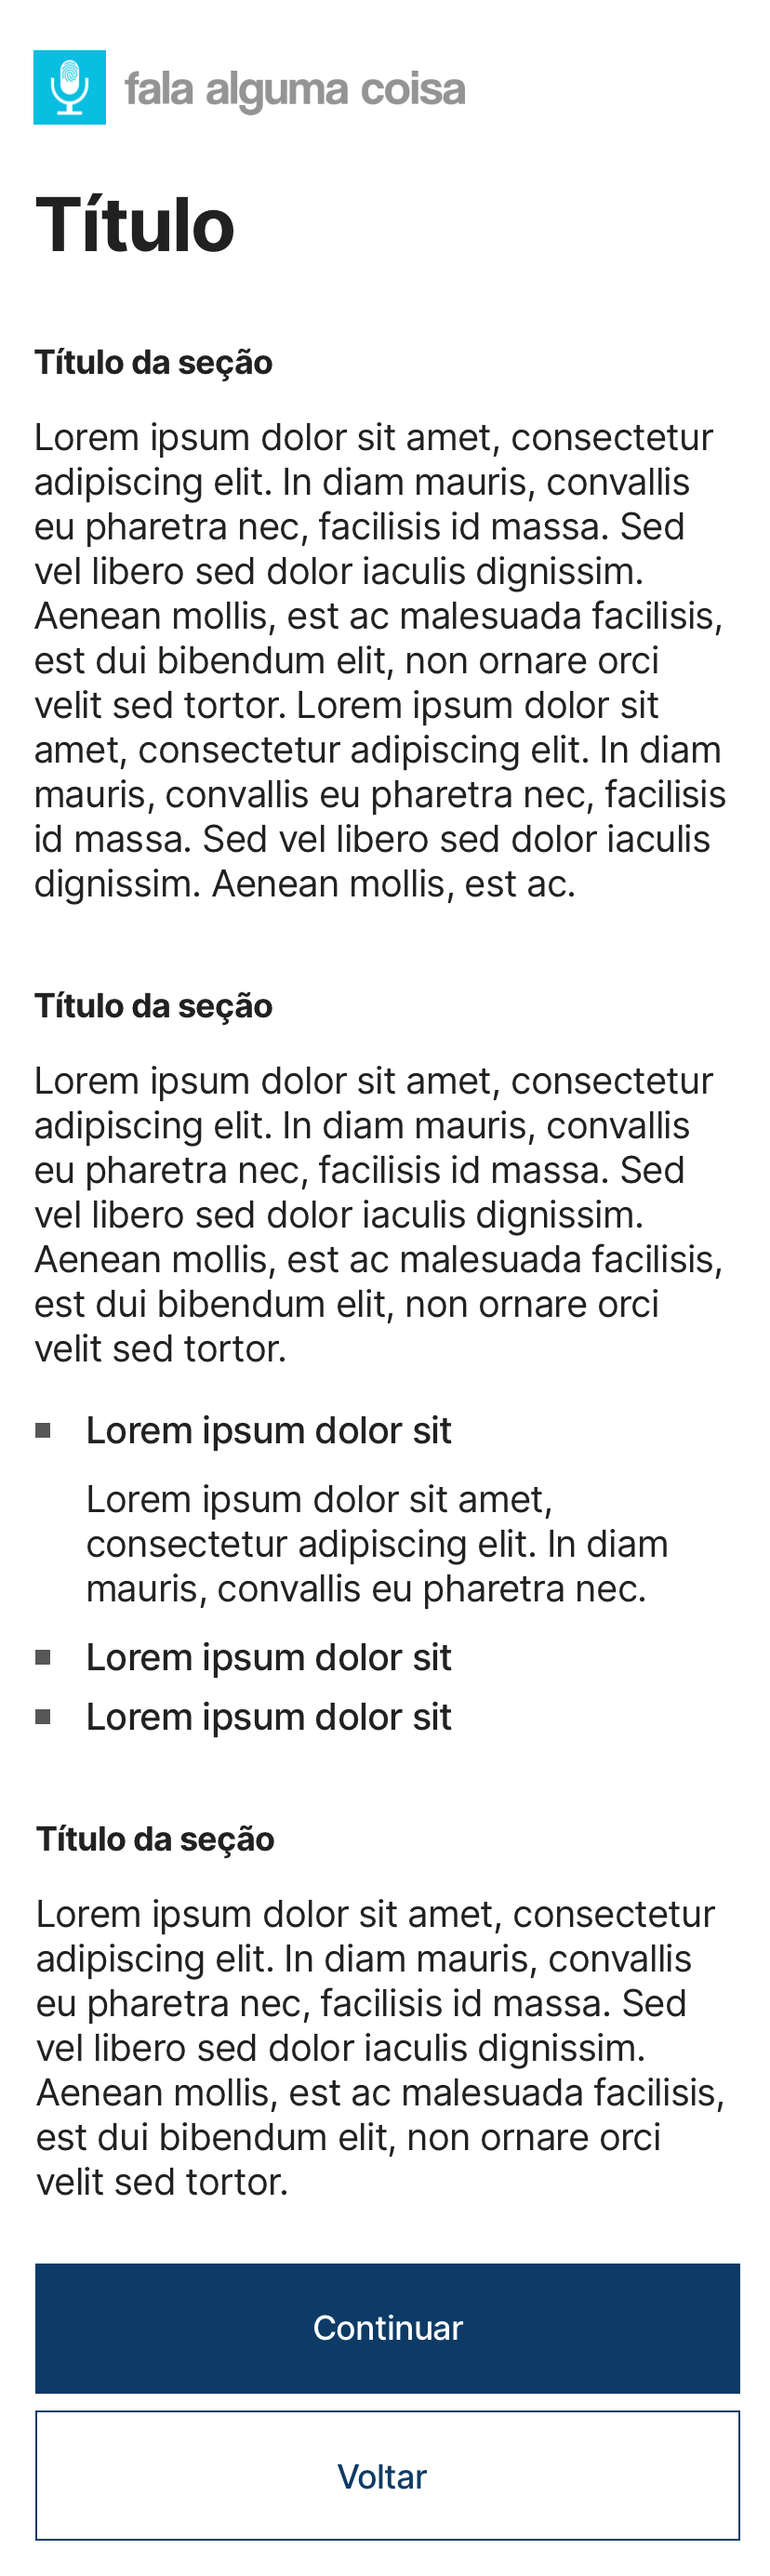 fala alguma coisa
Título
Título da seção
Lorem ipsum dolor sit amet, consectetur
adipiscing elit. In diam mauris, convallis
eu pharetra nec, facilisis id massa. Sed
vel libero sed dolor iaculis dignissim.
Aenean mollis, est ac malesuada facilisis,
est dui bibendum elit, non ornare orci
velit sed tortor. Lorem ipsum dolor sit
amet, consectetur adipiscing elit. In diam
mauris, convallis eu pharetra nec, facilisis
id massa. Sed vel libero sed dolor iaculis
dignissim. Aenean mollis, est ac.
Título da seção
Lorem ipsum dolor sit amet, consectetur
adipiscing elit. In diam mauris, convallis
eu pharetra nec, facilisis id massa. Sed
vel libero sed dolor iaculis dignissim.
Aenean mollis, est ac malesuada facilisis,
est dui bibendum elit, non ornare orci
velit sed tortor.
Lorem ipsum dolor sit
Lorem ipsum dolor sit amet,
consectetur adipiscing elit. In diam
mauris, convallis eu pharetra nec.
Lorem ipsum dolor sit
Lorem ipsum dolor sit
Título da seção
Lorem ipsum dolor sit amet, consectetur
adipiscing elit. In diam mauris, convallis
eu pharetra nec, facilisis id massa. Sed
vel libero sed dolor iaculis dignissim.
Aenean mollis, est ac malesuada facilisis,
est dui bibendum elit, non ornare orci
velit sed tortor.
Continuar
Voltar